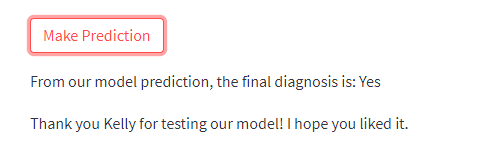 Make Prediction
From our model prediction, the final diagnosis is: Yes
Thank you Kelly for testing our model! I hope you liked it.